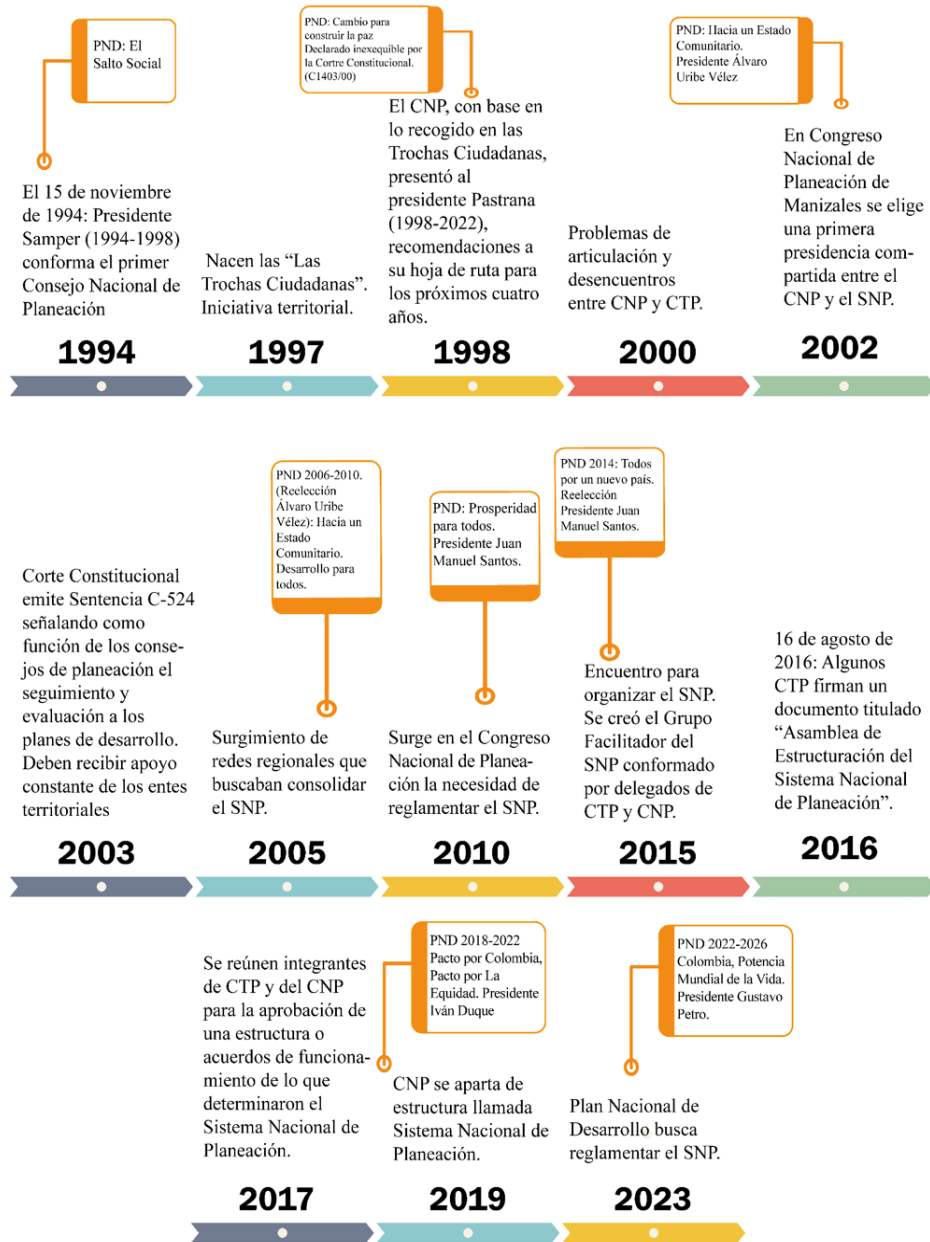 PND: El
Salto Social
El 15 de noviembre
de 1994: Presidente
Samper (1994-1998)
conforma el primer
Consejo Nacional de
Planeación
1994
Nacen las “Las
Trochas Ciudadanas”.
Iniciativa territorial.
1997
PND: Cambio para
construir la paz
Declarado inexequible por
la Cortre Constitucional.
(C1403/00)
El CNP, con base en
lo recogido en las
Trochas Ciudadanas,
presentó al
presidente Pastrana
(1998-2022),
recomendaciones a
su hoja de ruta para
los próximos cuatro
años.
1998
Problemas de
articulación y
desencuentros
entre CNP y CTP.
2000
PND: Hacia un Estado
Comunitario.
Presidente Álvaro
Uribe Vélez
En Congreso
Nacional de
Planeación de
Manizales se elige
una primera
presidencia com-
partida entre el
CNP y el SNP.
2002
Corte Constitucional
emite Sentencia C-524
señalando como
función de los conse-
jos de planeación el
seguimiento y
evaluación a los
planes de desarrollo.
Deben recibir apoyo
constante de los entes
territoriales
2003
PND 2006-2010.
(Reelección
Álvaro Uribe
Vélez): Hacia un
Estado
Comunitario.
Desarrollo para
todos.
Surgimiento de
redes regionales que
buscaban consolidar
el SNP.
2005
PND: Prosperidad
para todos.
Presidente Juan
Manuel Santos.
Surge en el Congreso
Nacional de Planea-
ción la necesidad de
reglamentar el SNP.
2010
PND 2014: Todos
por un nuevo país.
Reelección
Presidente Juan
Manuel Santos.
Encuentro para
organizar el SNP.
Se creó el Grupo
Facilitador del
SNP conformado
por delegados de
CTP y CNP.
2015
16 de agosto de
2016: Algunos
CTP firman un
documento titulado
“Asamblea de
Estructuración del
Sistema Nacional
de Planeación”.
2016
Se reúnen integrantes
de CTP y del CNP
para la aprobación de
una estructura o
acuerdos de funciona-
miento de lo que
determinaron el
Sistema Nacional de
Planeación.
2017
PND 2018-2022
Pacto por Colombia,
Pacto por La
Equidad. Presidente
Iván Duque
CNP se aparta de
estructura llamada
Sistema Nacional de
Planeación.
2019
PND 2022-2026
Colombia, Potencia
Mundial de la Vida.
Presidente Gustavo
Petro.
Plan Nacional de
Desarrollo busca
reglamentar el SNP.
2023